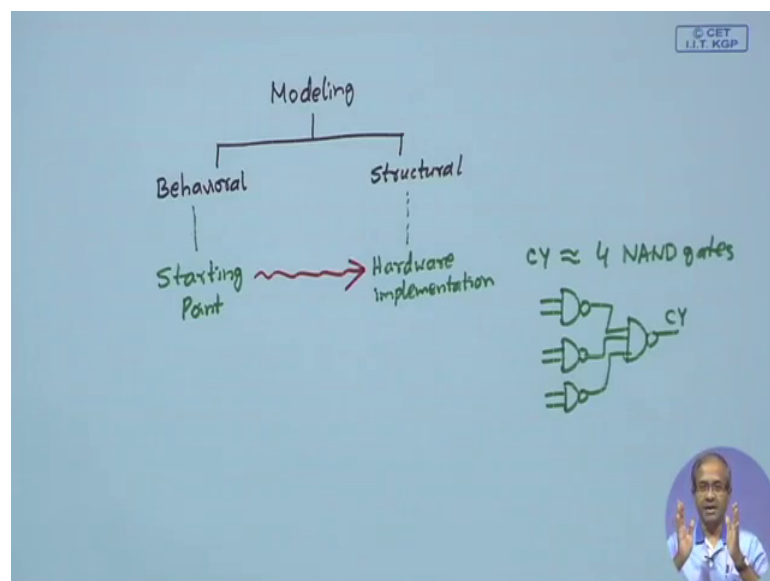 © CET
I.I.T. KGP
Modeling
Behavioral
Structural
Starting
Point
Hardware
implementation
CY ≈ 4 NAND gates
CY